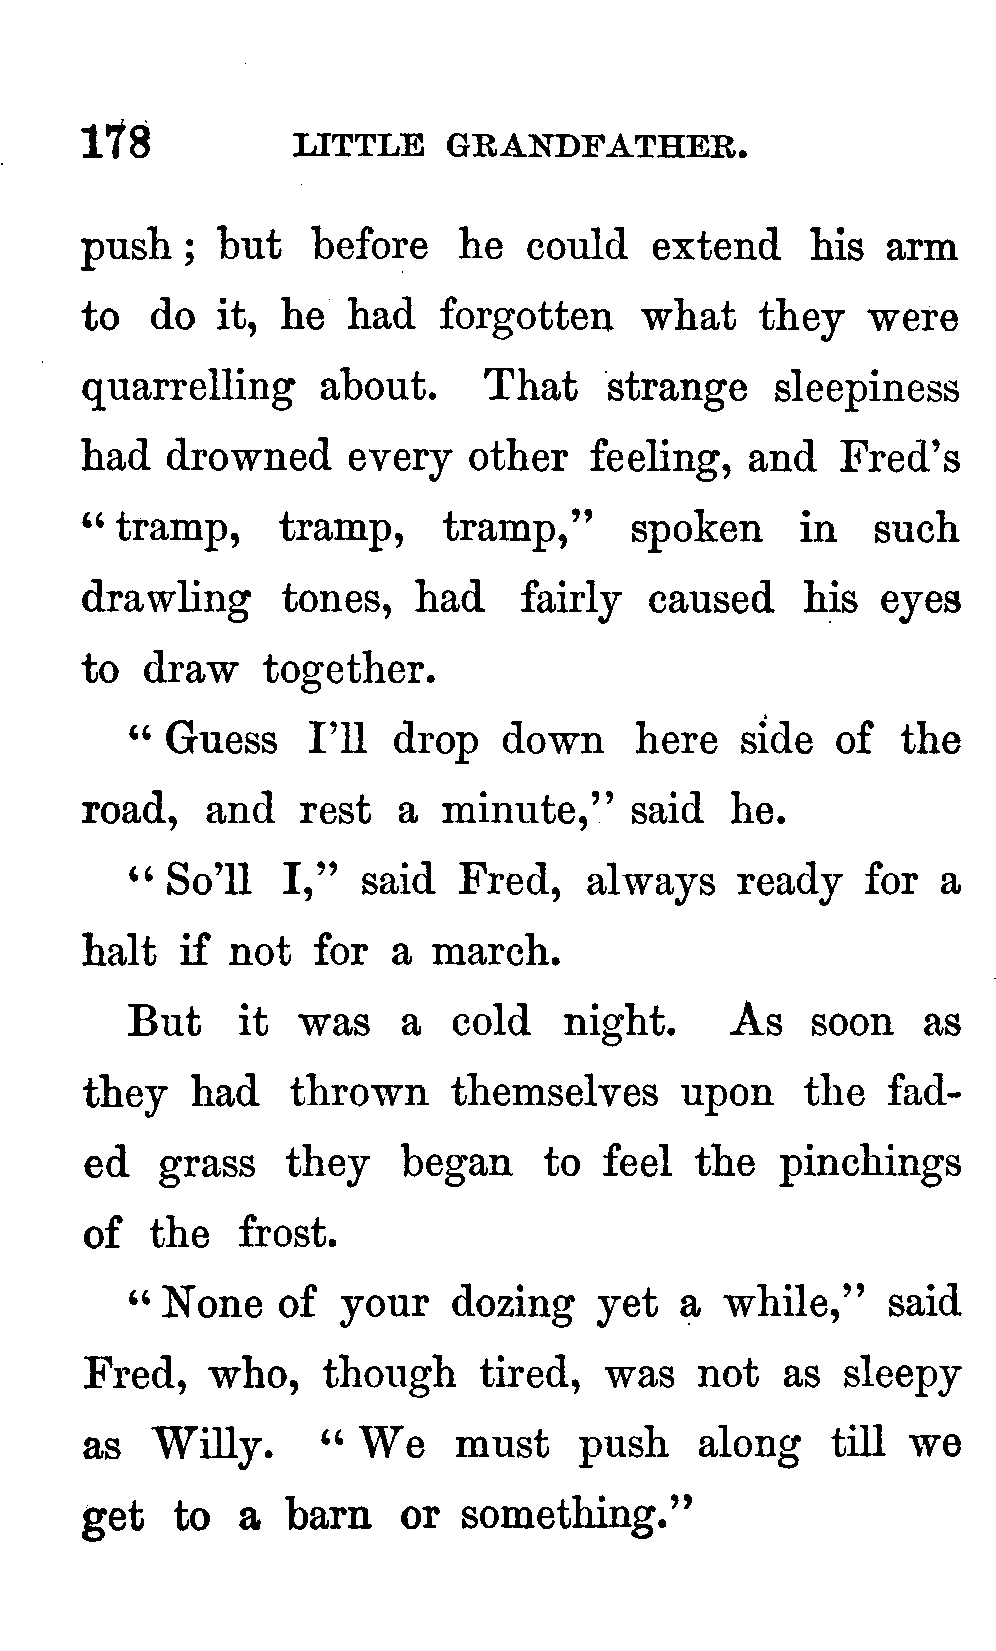 178 LITTLE GRANDFATHER.
push ; but before he could extend his arm
to do it, he had forgotten what they were
quarrelling about. That strange sleepiness
had drowned every other feeling, and Fred's
“ tramp, tramp, tramp,” spoken in such
drawling tones, had fairly caused his eyes
to draw together.
“ Guess I'll drop down here side of the
road, and rest a minute,” said he.
“ So'll I,” said Fred, always ready for a
halt if not for a march.
But it was a cold night. As soon as
they had thrown themselves upon the fad-
ed grass they began to feel the pinchings
of the frost.
“ None of your dozing yet a while,” said
Fred, who, though tired, was not as sleepy
as Willy. “ We must push along till we
get to a barn or something.”